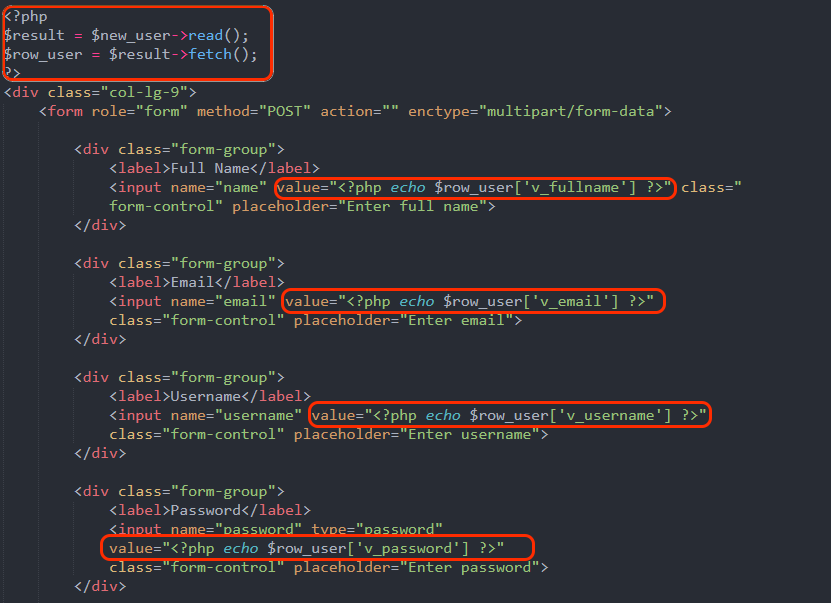 <?php
$result = $new_user->read();
$row_user = $result->fetch();
?>
<div class="col-lg-9">
<form role="form" method="POST" action="" enctype="multipart/form-data">
<div class="form-group">
<label>Full Name</label>
<input name="name" value="<?php echo $row_user['v_fullname'] ?>" class="
form-control" placeholder="Enter full name">
</div>
<div class="form-group">
<label>Email</label>
<input name="email" value="<?php echo $row_user['v_email'] ?>"
class="form-control" placeholder="Enter email">
</div>
<div class="form-group">
<label>Username</label>
<input name="username" value="<?php echo $row_user['v_username'] ?>"
class="form-control" placeholder="Enter username">
</div>
<div class="form-group">
<label>Password</label>
<input name="password" type="password"
value="<?php echo $row_user['v_password'] ?>"
class="form-control" placeholder="Enter password">
</div>